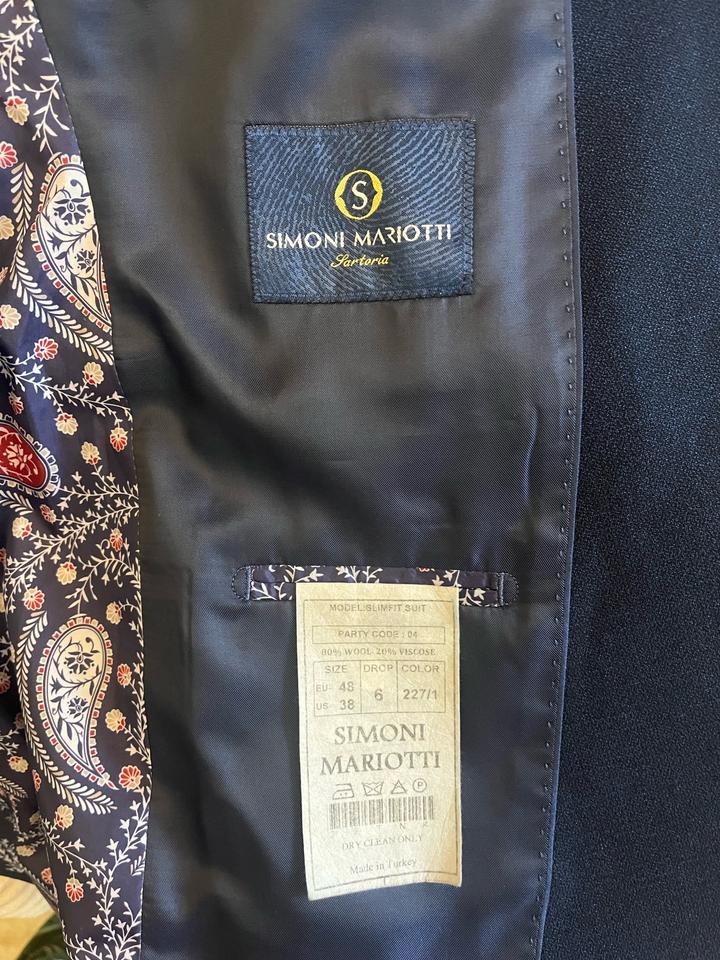 S
SIMONI MARIOTTI
Sartoria
MODEL:SLIMFIT SUIT
PARTY CODE : 04
80% WOOL 20% VISCOSE
SIZE DROP COLOR
EU- 48 6 227/1
US- 38
SIMONI
MARIOTTI
P
DRY CLEAN ONLY
Made in Turkey